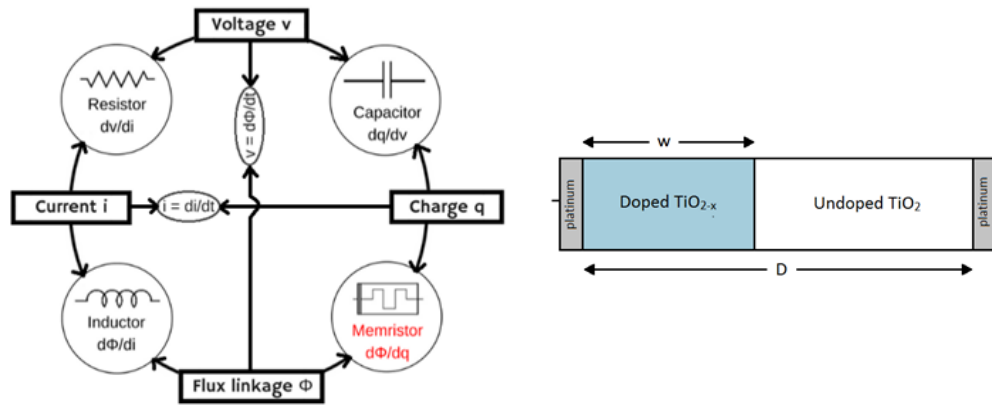 Voltage v
Resistor
dv/di
v = dΦ/dt
Capacitor
dq/dv
Current i
i = di/dt
Charge q
Inductor
dΦ/di
Memristor
dΦ/dq
Flux linkage Φ
w
platinum
Doped TiO2-x
Undoped TiO2
platinum
D